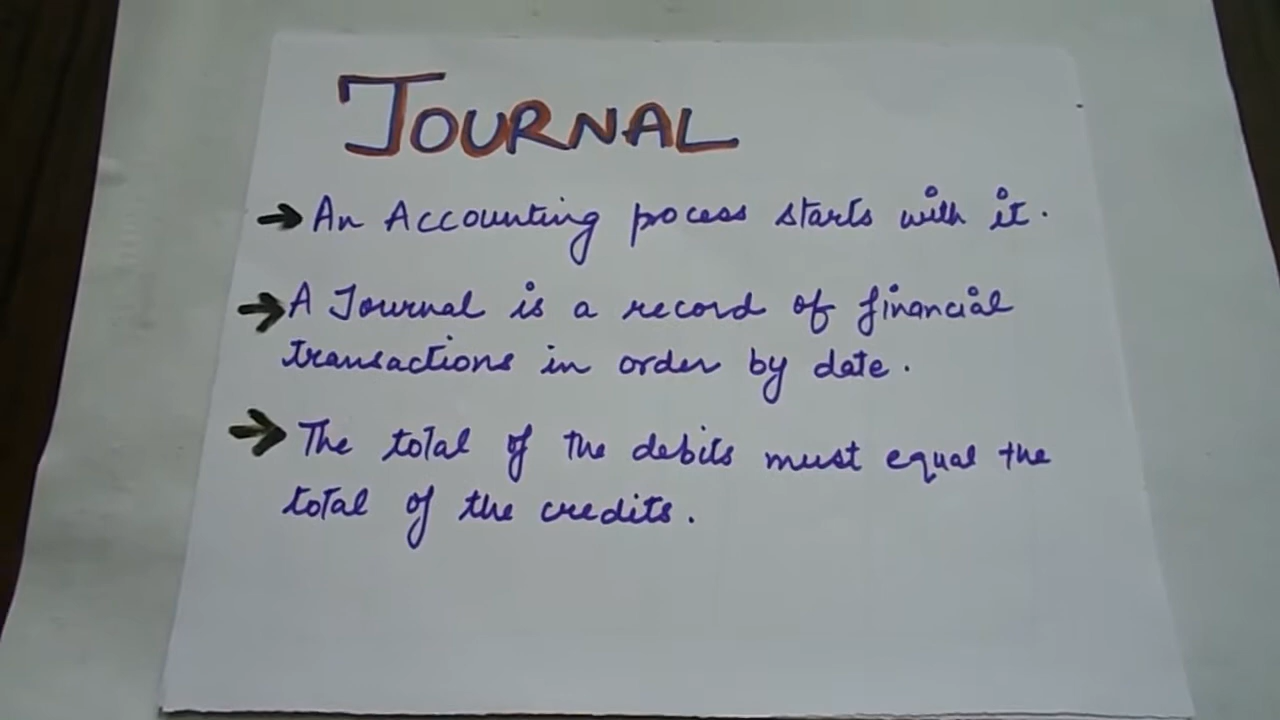 JOURNAL
→ An Accounting pocess starts with it.
→ A Journal is a record of financial
transactions in order by date.
→ The total of the debits must equal the
total of the credits.